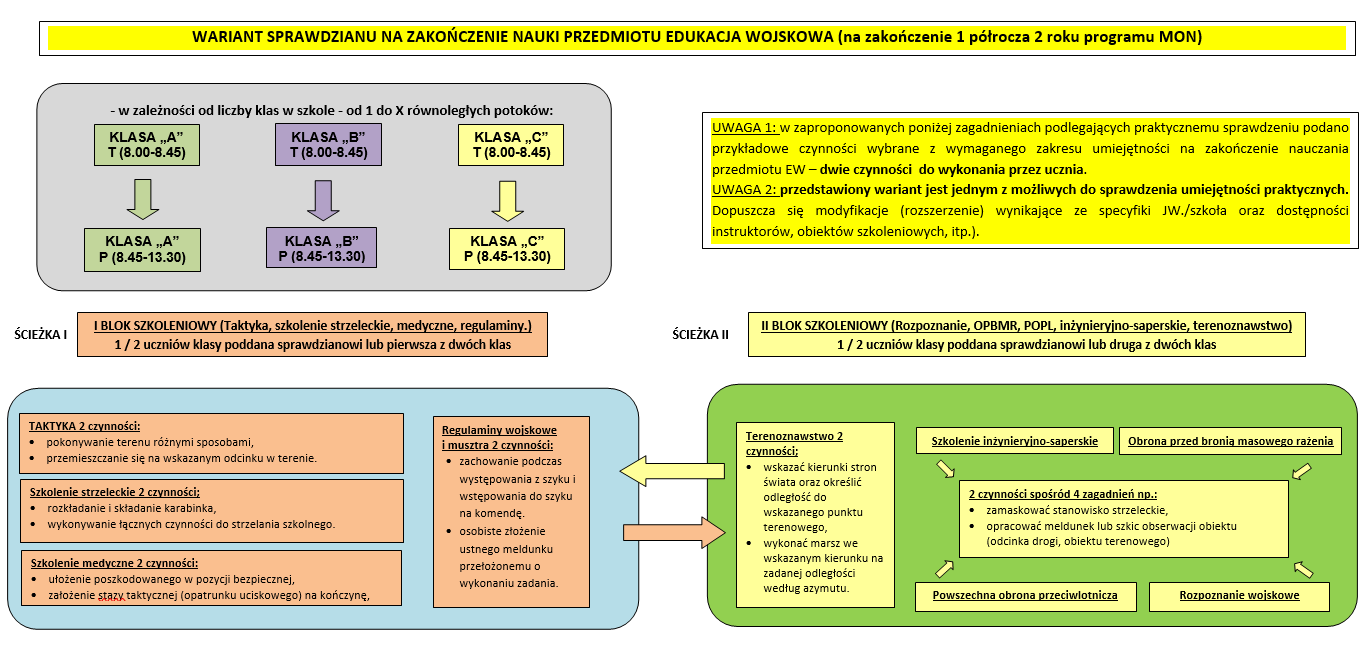 WARIANT SPRAWDZIANU NA ZAKOŃCZENIE NAUKI PRZEDMIOTU EDUKACJA WOJSKOWA (na zakończenie 1 półrocza 2 roku programu MON)
- w zależności od liczby klas w szkole - od 1 do X równoległych potoków:
KLASA „A”
T (8.00-8.45)
KLASA „B”
T (8.00-8.45)
KLASA „C”
T (8.00-8.45)
KLASA „A”
P (8.45-13.30)
KLASA „B”
P (8.45-13.30)
KLASA „C”
P (8.45-13.30)
UWAGA 1: w zaproponowanych poniżej zagadnieniach podlegających praktycznemu sprawdzeniu podano
przykładowe czynności wybrane z wymaganego zakresu umiejętności na zakończenie nauczania
przedmiotu EW – dwie czynności do wykonania przez ucznia.
UWAGA 2: przedstawiony wariant jest jednym z możliwych do sprawdzenia umiejętności praktycznych.
Dopuszcza się modyfikacje (rozszerzenie) wynikające ze specyfiki JW./szkoła oraz dostępności
instruktorów, obiektów szkoleniowych, itp.).
ŚCIEŻKA I
I BLOK SZKOLENIOWY (Taktyka, szkolenie strzeleckie, medyczne, regulaminy.)
1 / 2 uczniów klasy poddana sprawdzianowi lub pierwsza z dwóch klas
ŚCIEŻKA II
II BLOK SZKOLENIOWY (Rozpoznanie, OPBMR, POPL, inżynieryjno-saperskie, terenoznawstwo)
1 / 2 uczniów klasy poddana sprawdzianowi lub druga z dwóch klas
TAKTYKA 2 czynności:
• pokonywanie terenu różnymi sposobami,
• przemieszczanie się na wskazanym odcinku w terenie.
Szkolenie strzeleckie 2 czynności;
• rozkładanie i składanie karabinka,
• wykonywanie łącznych czynności do strzelania szkolnego.
Szkolenie medyczne 2 czynności:
• ułożenie poszkodowanego w pozycji bezpiecznej,
• założenie stazy taktycznej (opatrunku uciskowego) na kończynę,
Regulaminy wojskowe
i musztra 2 czynności:
• zachowanie podczas
występowania z szyku i
wstępowania do szyku
na komendę.
• osobiste złożenie
ustnego meldunku
przełożonemu o
wykonaniu zadania.
Terenoznawstwo 2
czynności;
• wskazać kierunki stron
świata oraz określić
odległość do
wskazanego punktu
terenowego,
• wykonać marsz we
wskazanym kierunku na
zadanej odległości
według azymutu.
Szkolenie inżynieryjno-saperskie
Obrona przed bronią masowego rażenia
2 czynności spośród 4 zagadnień np.:
• zamaskować stanowisko strzeleckie,
• opracować meldunek lub szkic obserwacji obiektu
(odcinka drogi, obiektu terenowego)
Powszechna obrona przeciwlotnicza
Rozpoznanie wojskowe